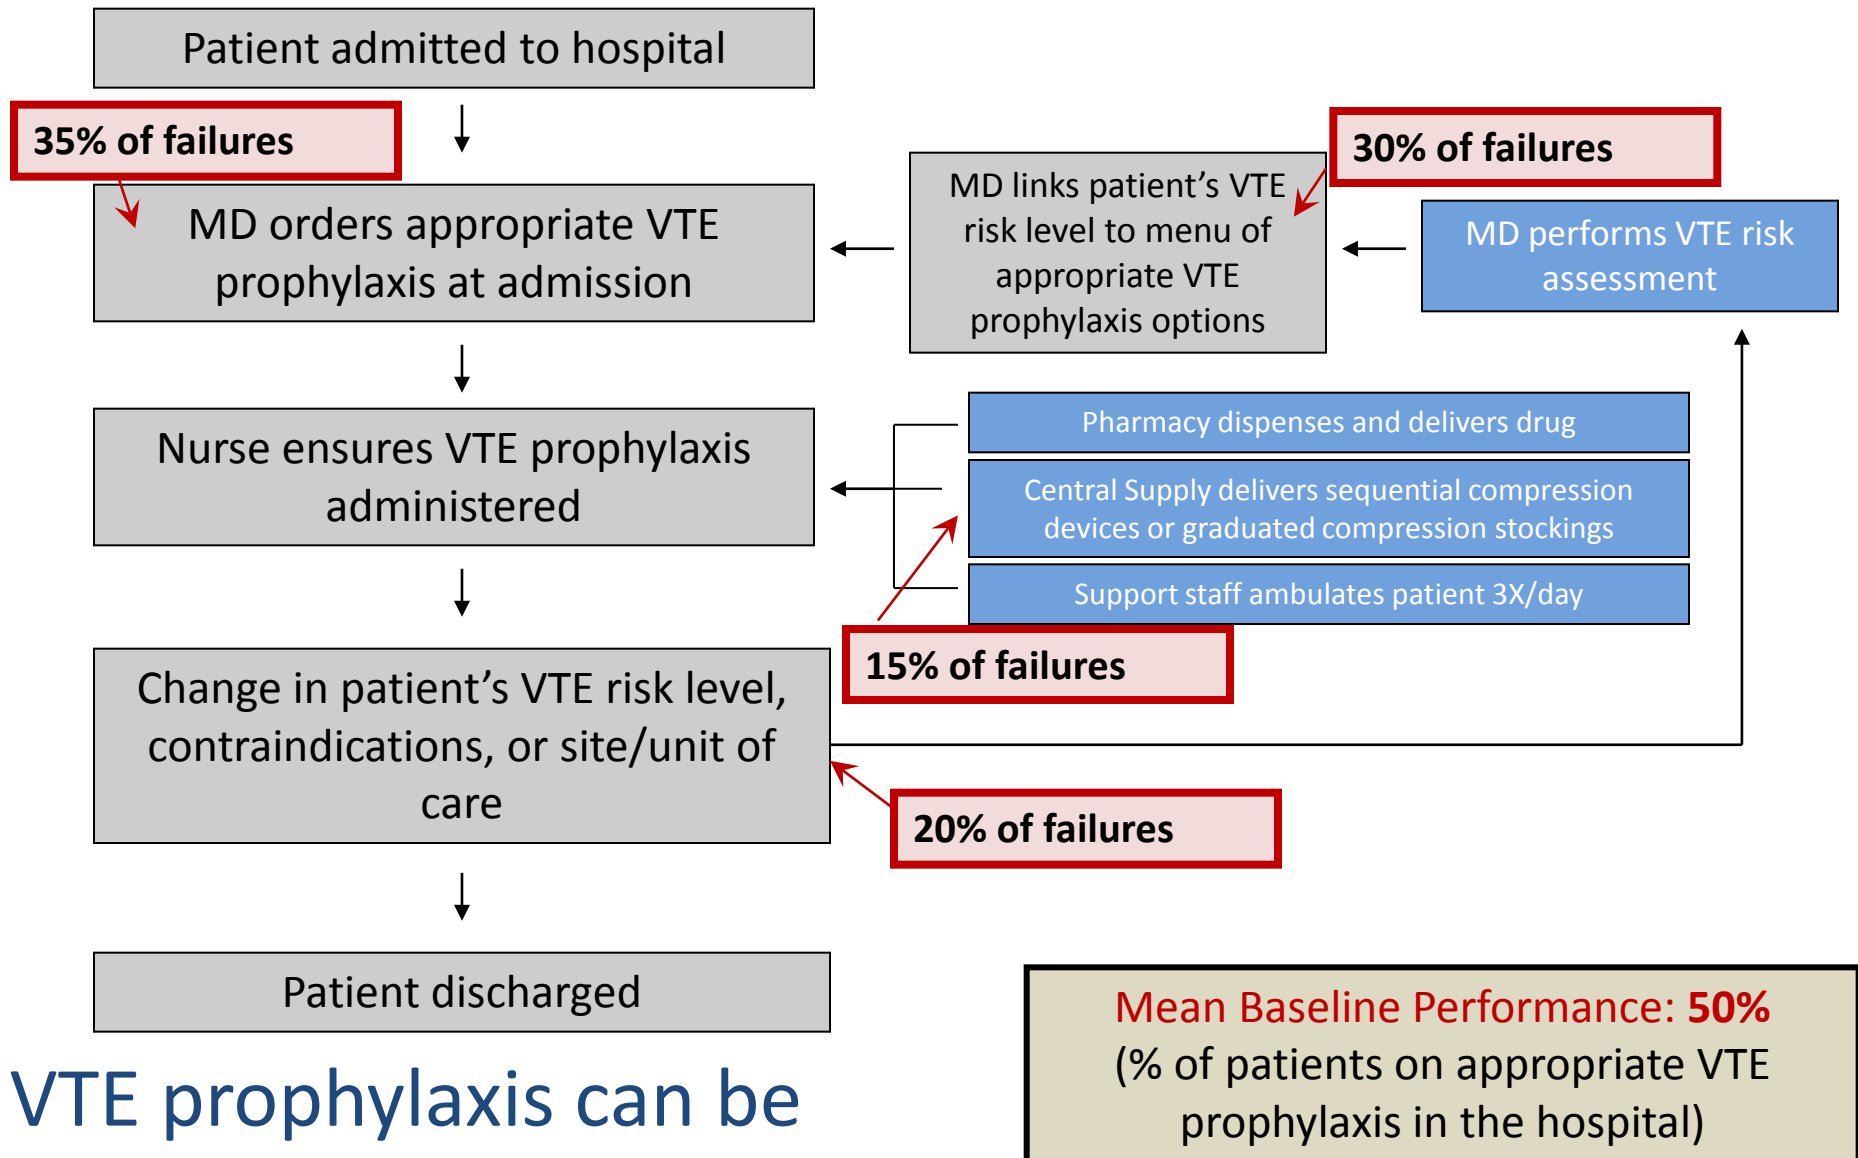 Patient admitted to hospital
35% of failures
30% of failures
MD orders appropriate VTE
prophylaxis at admission
MD links patient’s VTE
risk level to menu of
appropriate VTE
prophylaxis options
MD performs VTE risk
assessment
Nurse ensures VTE prophylaxis
administered
Pharmacy dispenses and delivers drug
Central Supply delivers sequential compression
devices or graduated compression stockings
Support staff ambulates patient 3X/day
15% of failures
Change in patient’s VTE risk level,
contraindications, or site/unit of
care
20% of failures
Patient discharged
Mean Baseline Performance: 50%
(% of patients on appropriate VTE
prophylaxis in the hospital)
VTE prophylaxis can be